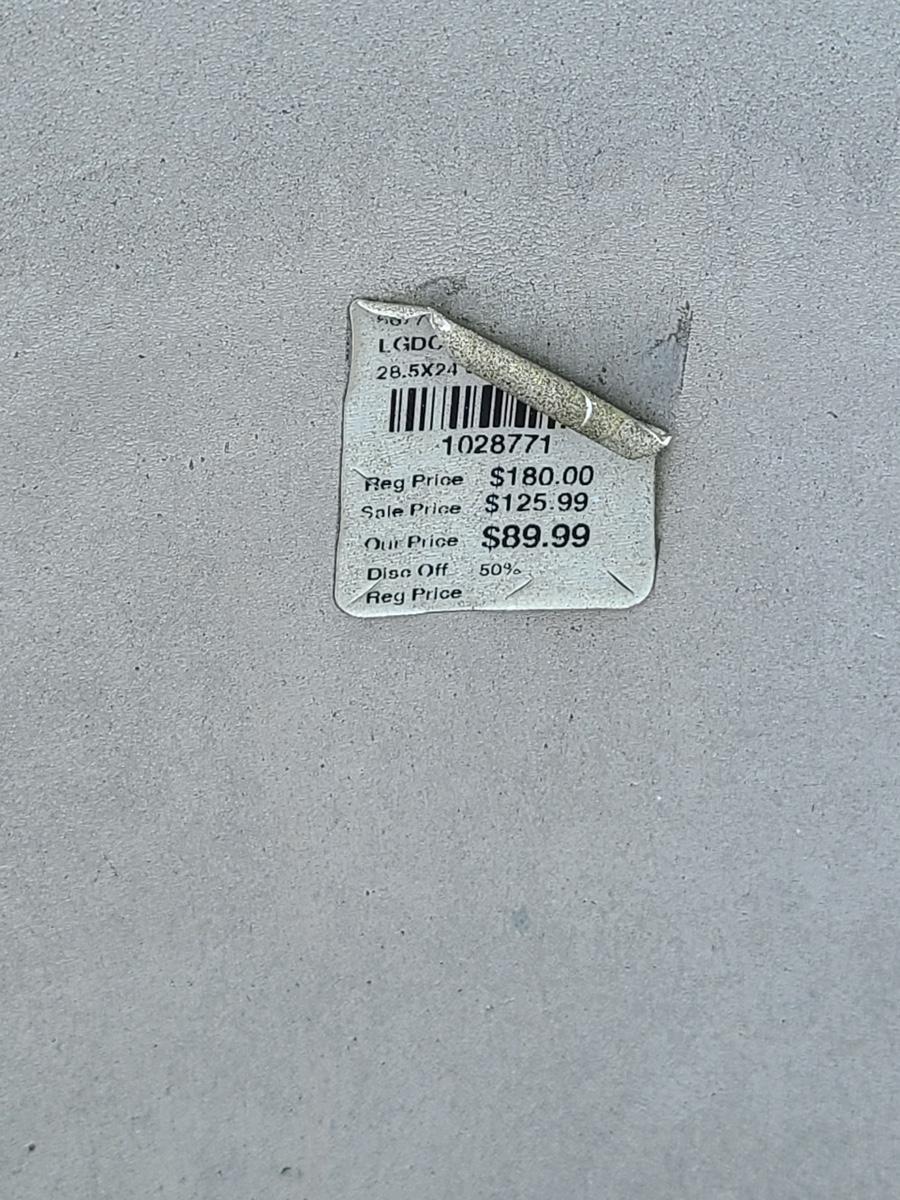 LGDC
28.5X24
1028771
Reg Price $180.00
Sale Price $125.99
Our Price $89.99
Disc Off 50%
Reg Price